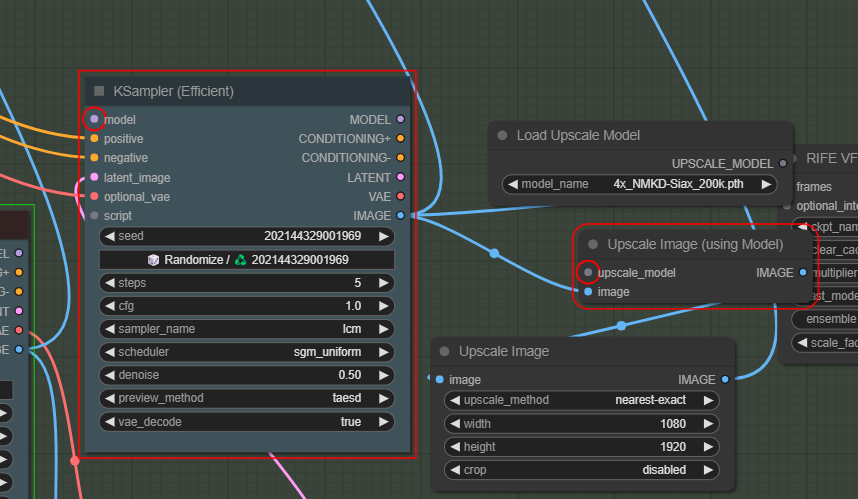 KSampler (Efficient)
model MODEL
positive CONDITIONING+
negative CONDITIONING-
latent_image LATENT
optional_vae VAE
script IMAGE
seed 202144329001969
Randomize / 202144329001969
steps 5
cfg 1.0
sampler_name lcm
scheduler sgm_uniform
denoise 0.50
preview_method taesd
vae_decode true
Load Upscale Model
UPSCALE_MODEL
model_name 4x_NMKD-Siax_200k.pth
Upscale Image (using Model)
upscale_model IMAGE
image
Upscale Image
image IMAGE
upscale_method nearest-exact
width 1080
height 1920
crop disabled
RIFE VF
frames
optional_inte
ckpt_nam
clear_cac
multiplier
ast_mode
ensemble
scale_fac
EL
G+
G-
NT
AE
GE